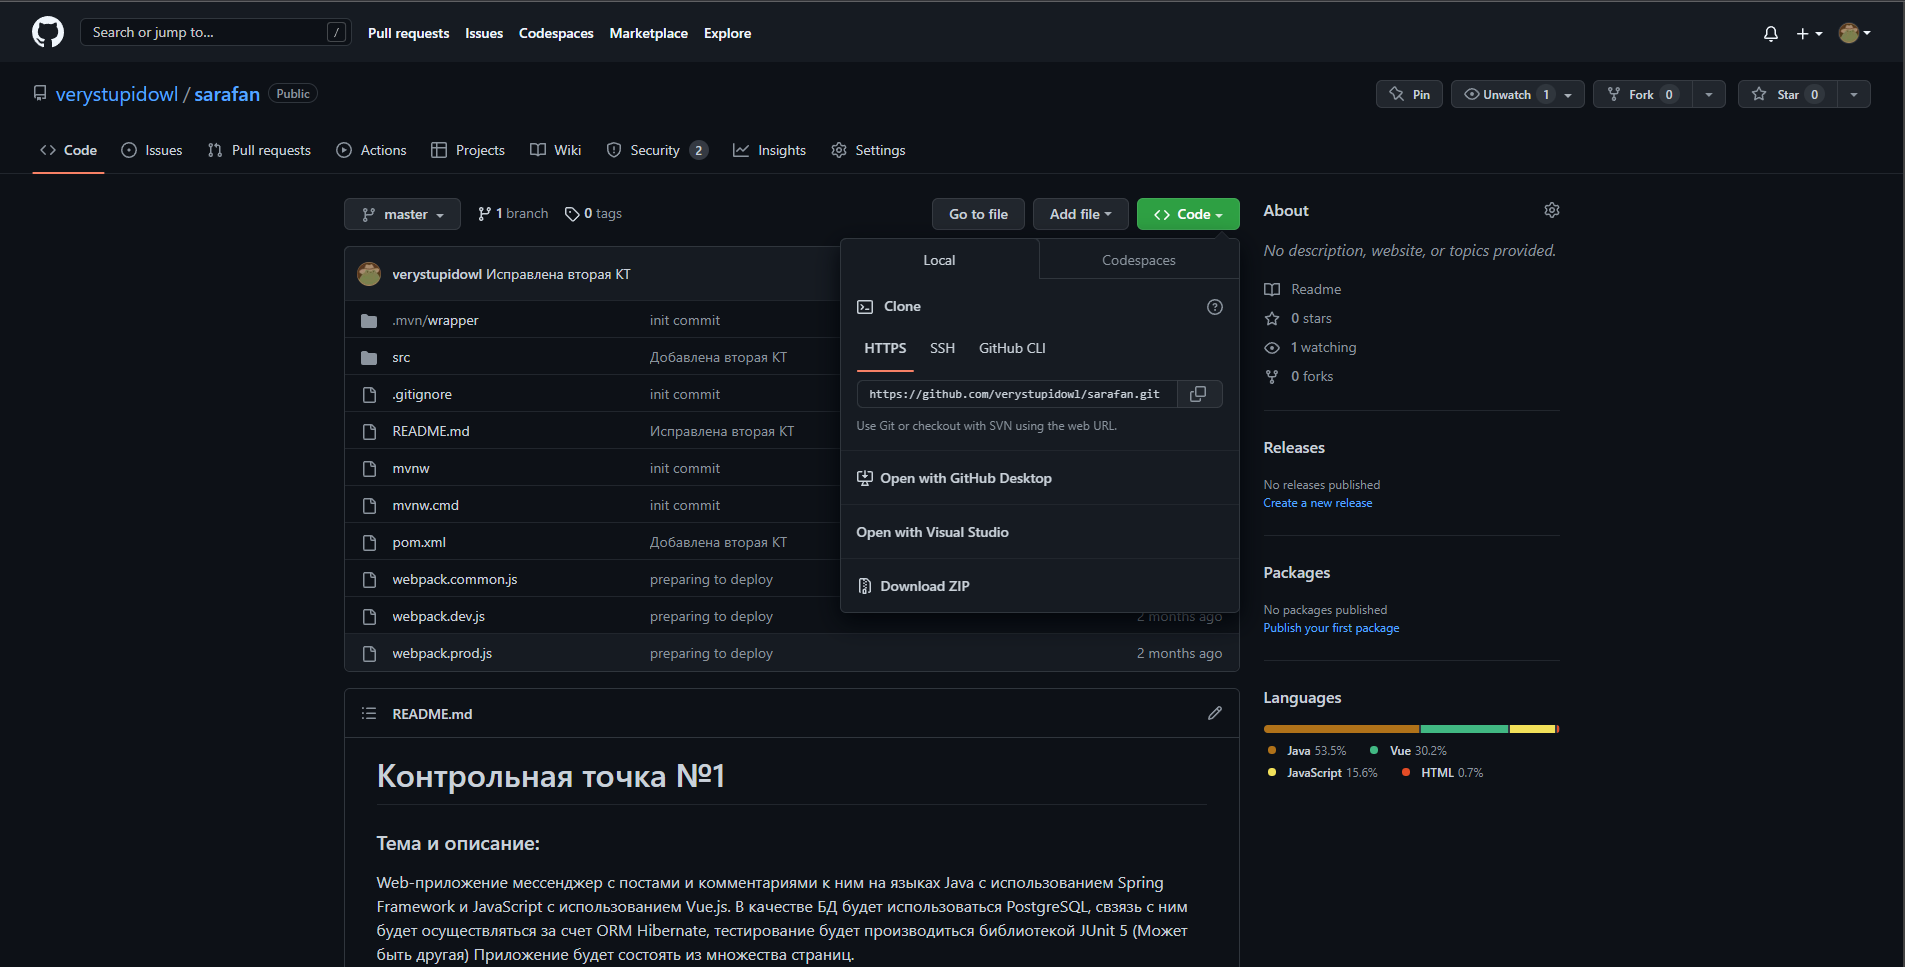 Search or jump to... /
Pull requests Issues Codespaces Marketplace Explore
verystupidowl / sarafan Public
Pin Unwatch 1 Fork 0 Star 0
Code Issues Pull requests Actions Projects Wiki Security 2 Insights Settings
master 1 branch 0 tags
Go to file Add file Code
verystupidowl Исправлена вторая КТ
.mvn/wrapper init commit
src Добавлена вторая КТ
.gitignore init commit
README.md Исправлена вторая КТ
mvnw init commit
mvnw.cmd init commit
pom.xml Добавлена вторая КТ
webpack.common.js preparing to deploy
webpack.dev.js preparing to deploy 2 months ago
webpack.prod.js preparing to deploy 2 months ago
Local Codespaces
Clone
HTTPS SSH GitHub CLI
https://github.com/verystupidowl/sarafan.git
Use Git or checkout with SVN using the web URL.
Open with GitHub Desktop
Open with Visual Studio
Download ZIP
README.md
Контрольная точка №1
Тема и описание:
Web-приложение мессенджер с постами и комментариями к ним на языках Java с использованием Spring
Framework и JavaScript с использованием Vue.js. В качестве БД будет использоваться PostgreSQL, свзязь с ним
будет осуществляться за счет ORM Hibernate, тестирование будет производиться библиотекой JUnit 5 (Может
быть другая) Приложение будет состоять из множества страниц.
About
No description, website, or topics provided.
Readme
0 stars
1 watching
0 forks
Releases
No releases published
Create a new release
Packages
No packages published
Publish your first package
Languages
Java 53.5% Vue 30.2%
JavaScript 15.6% HTML 0.7%